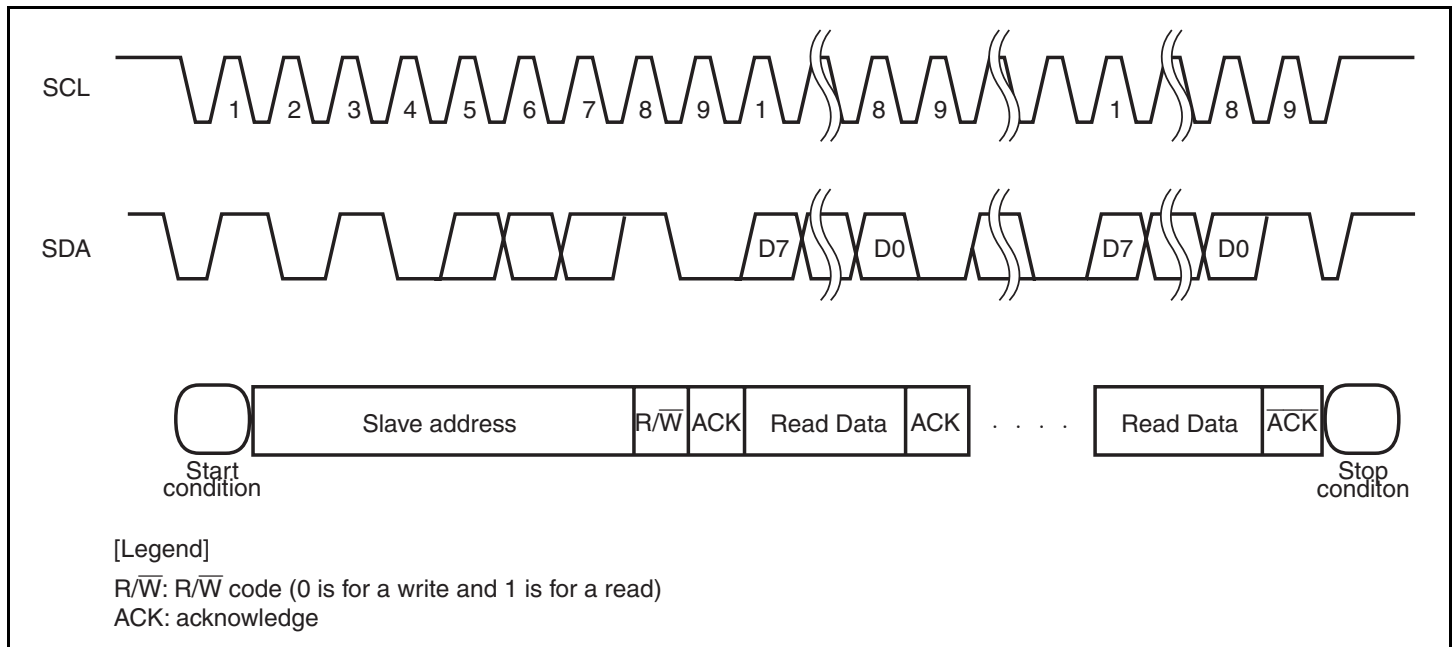 SCL
1 2 3 4 5 6 7 8 9 1 8 9 1 8 9
SDA
D7 D0 D7 D0
Slave address R/W̅ ACK Read Data ACK . . . . Read Data A̅C̅K̅
Start
condition
Stop
conditon
[Legend]
R/W̅: R/W̅ code (0 is for a write and 1 is for a read)
ACK: acknowledge